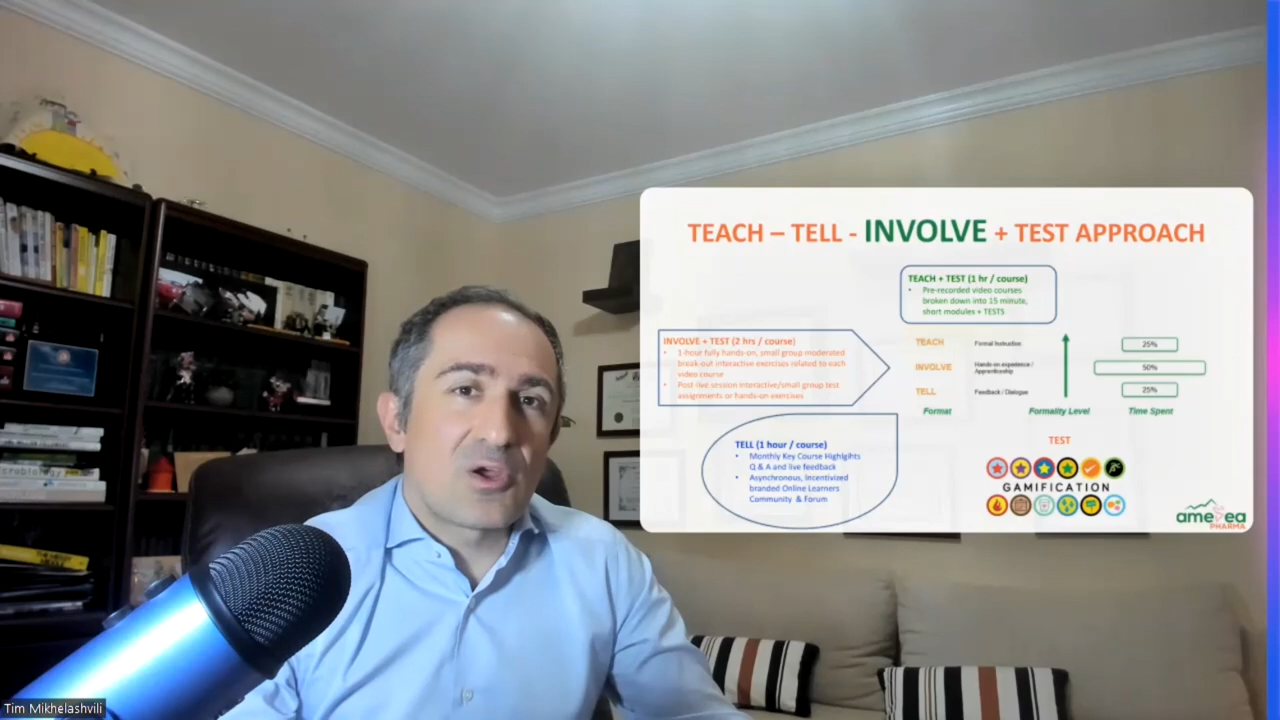 TEACH – TELL - INVOLVE + TEST APPROACH
TEACH + TEST (1 hr / course)
• Pre-recorded video courses
broken down into 15 minute,
short modules + TESTS
INVOLVE + TEST (2 hrs / course)
• 1-hour fully hands-on, small group moderated
break-out interactive exercises related to each
video course
• Post-live session interactive/small group test
assignments or hands-on exercises
TEACH Formal Instruction 25%
INVOLVE Hands-on experience /
Apprenticeship 50%
TELL Feedback / Dialogue 25%
Format Formality Level Time Spent
TELL (1 hour / course)
• Monthly Key Course Highlgihts
Q & A and live feedback
• Asynchronous, Incentivized
branded Online Learners
Community & Forum
TEST
GAMIFICATION
PHARMA
Tim Mikhelashvili